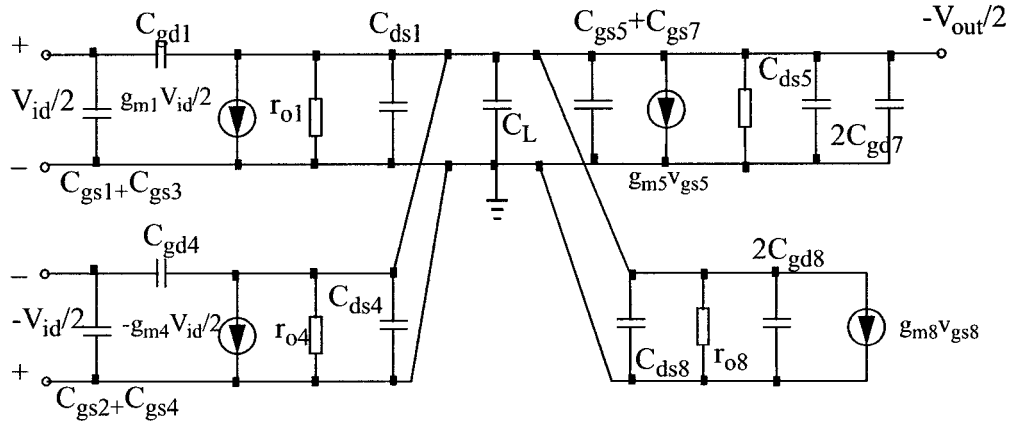 C_gd1
C_ds1
C_gs5+C_gs7
-V_out/2
+
V_id/2
g_m1V_id/2
r_o1
C_L
C_ds5
2C_gd7
–
C_gs1+C_gs3
g_m5v_gs5
C_gd4
–
-V_id/2
-g_m4V_id/2
r_o4
C_ds4
2C_gd8
C_ds8
r_o8
g_m8v_gs8
+
C_gs2+C_gs4